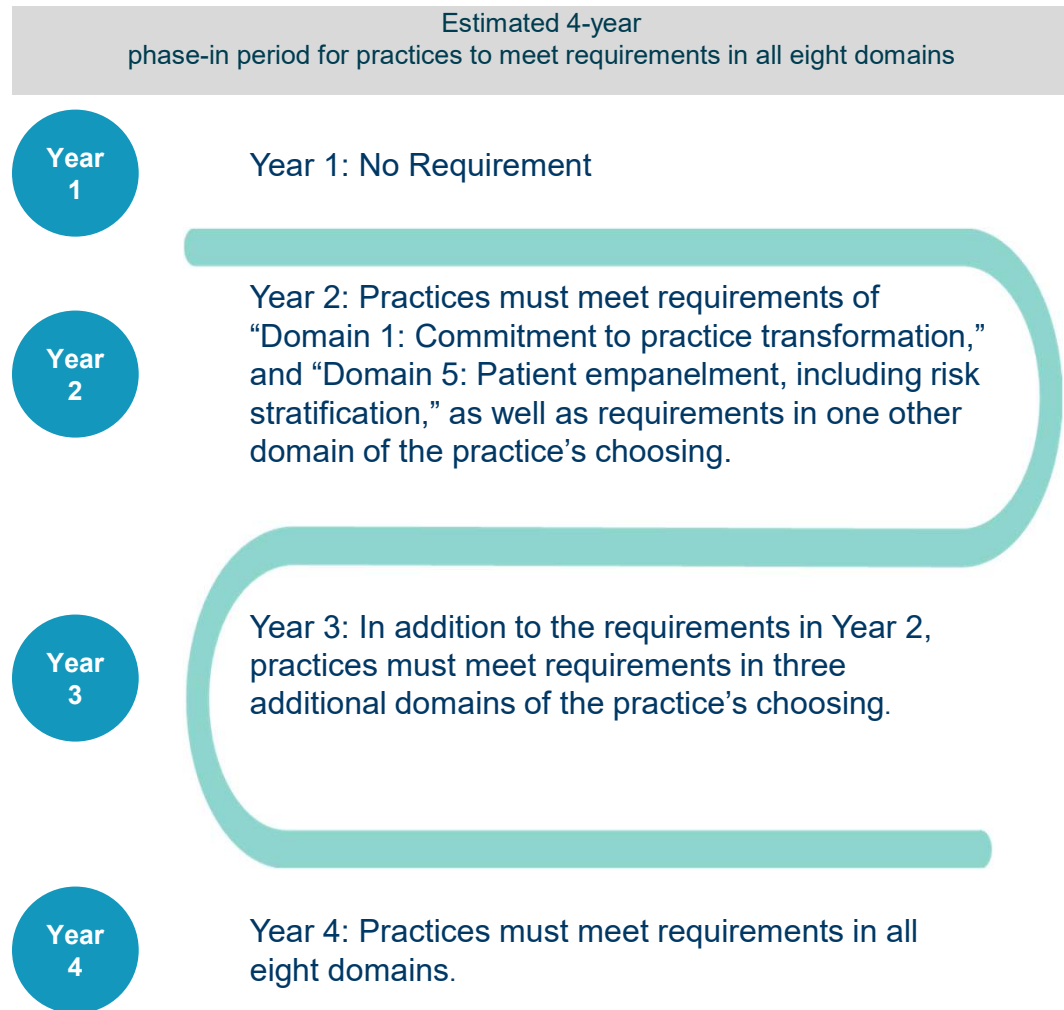 Estimated 4-year
phase-in period for practices to meet requirements in all eight domains
Year
1
Year 1: No Requirement
Year
2
Year 2: Practices must meet requirements of
“Domain 1: Commitment to practice transformation,”
and “Domain 5: Patient empanelment, including risk
stratification,” as well as requirements in one other
domain of the practice’s choosing.
Year
3
Year 3: In addition to the requirements in Year 2,
practices must meet requirements in three
additional domains of the practice’s choosing.
Year
4
Year 4: Practices must meet requirements in all
eight domains.